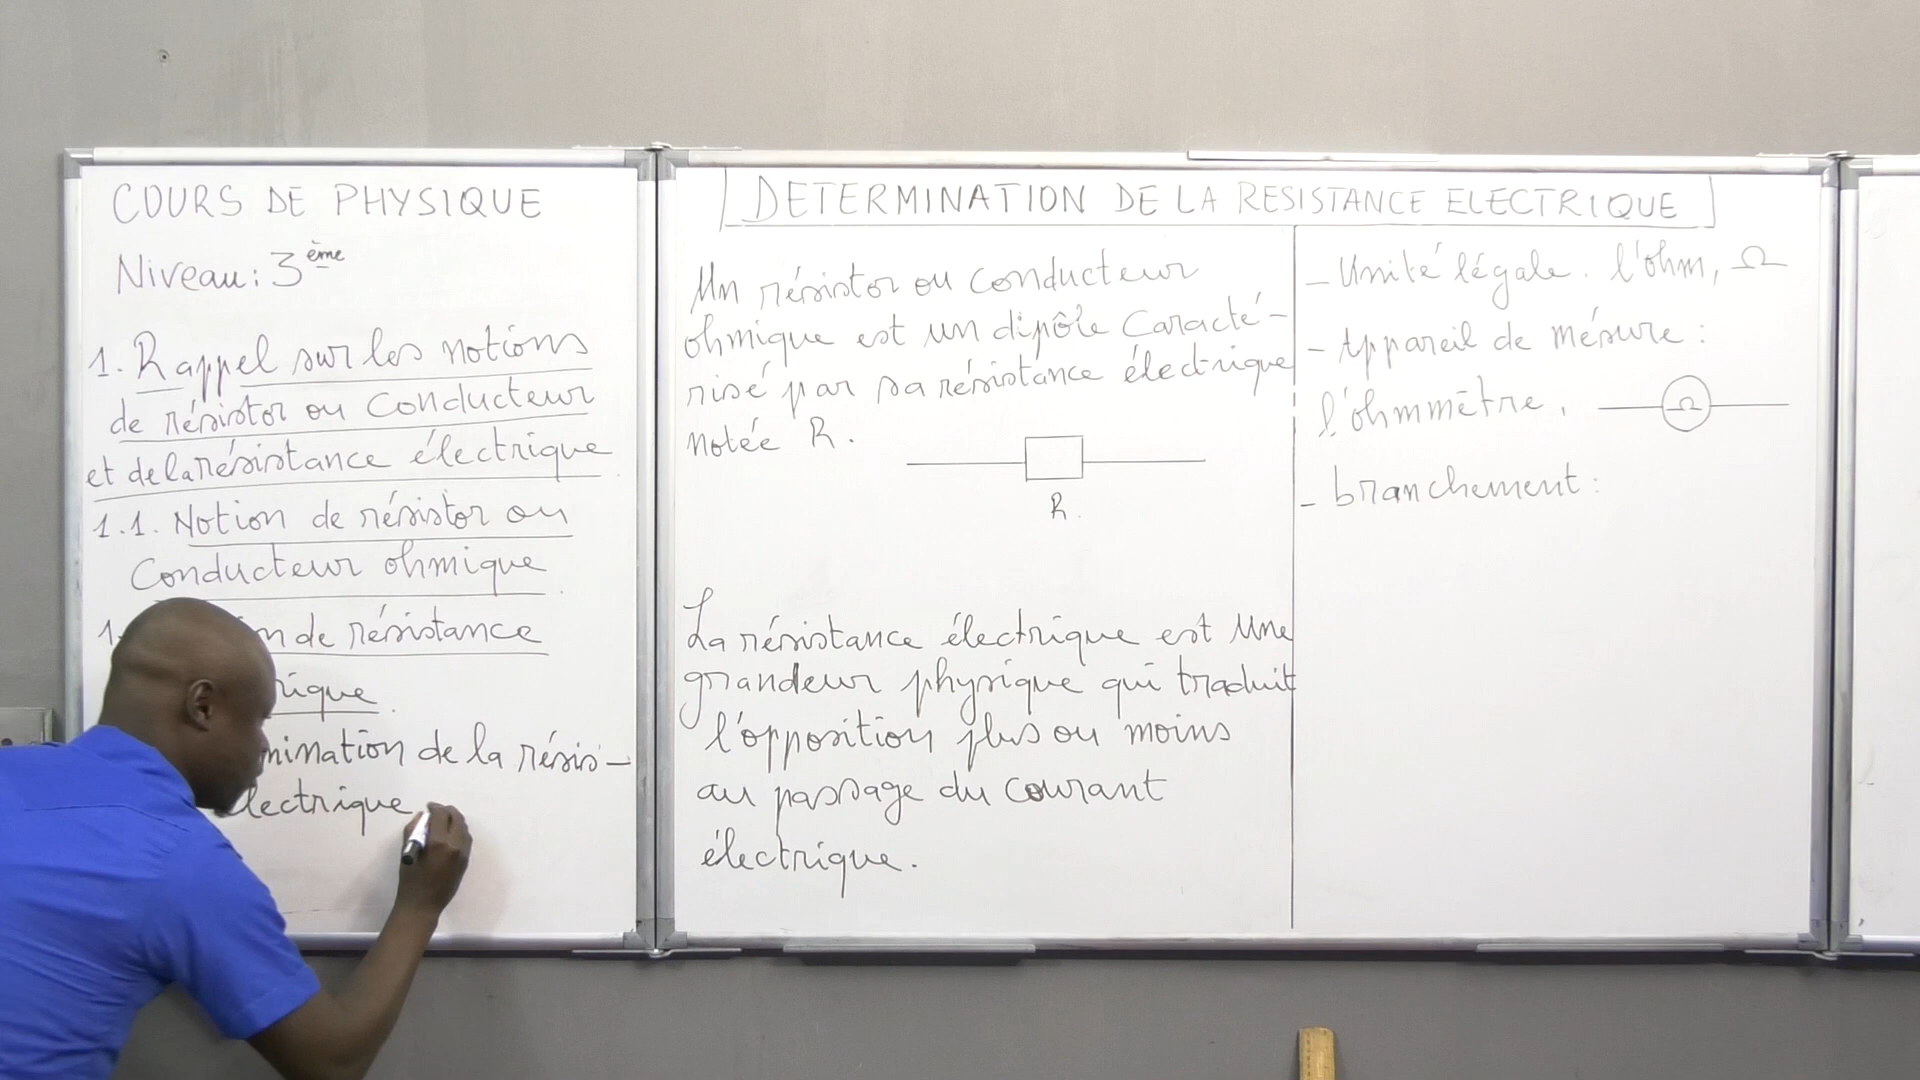 COURS DE PHYSIQUE
Niveau: 3ème
1. Rappel sur les notions
de résistor ou conducteur
et de la résistance électrique
1.1. Notion de résistor ou
conducteur ohmique
1. de résistance
rique.
mination de la résis-
lectrique
DETERMINATION DE LA RESISTANCE ELECTRIQUE
Un résistor ou conducteur
ohmique est un dipôle caracté-
risé par sa résistance électrique
notée R.
R.
La résistance électrique est une
grandeur physique qui traduit
l'opposition plus ou moins
au passage du courant
électrique.
- Unité légale. l'ohm, Ω
- Appareil de mésure:
l'ohmmètre.
Ω
- branchement: